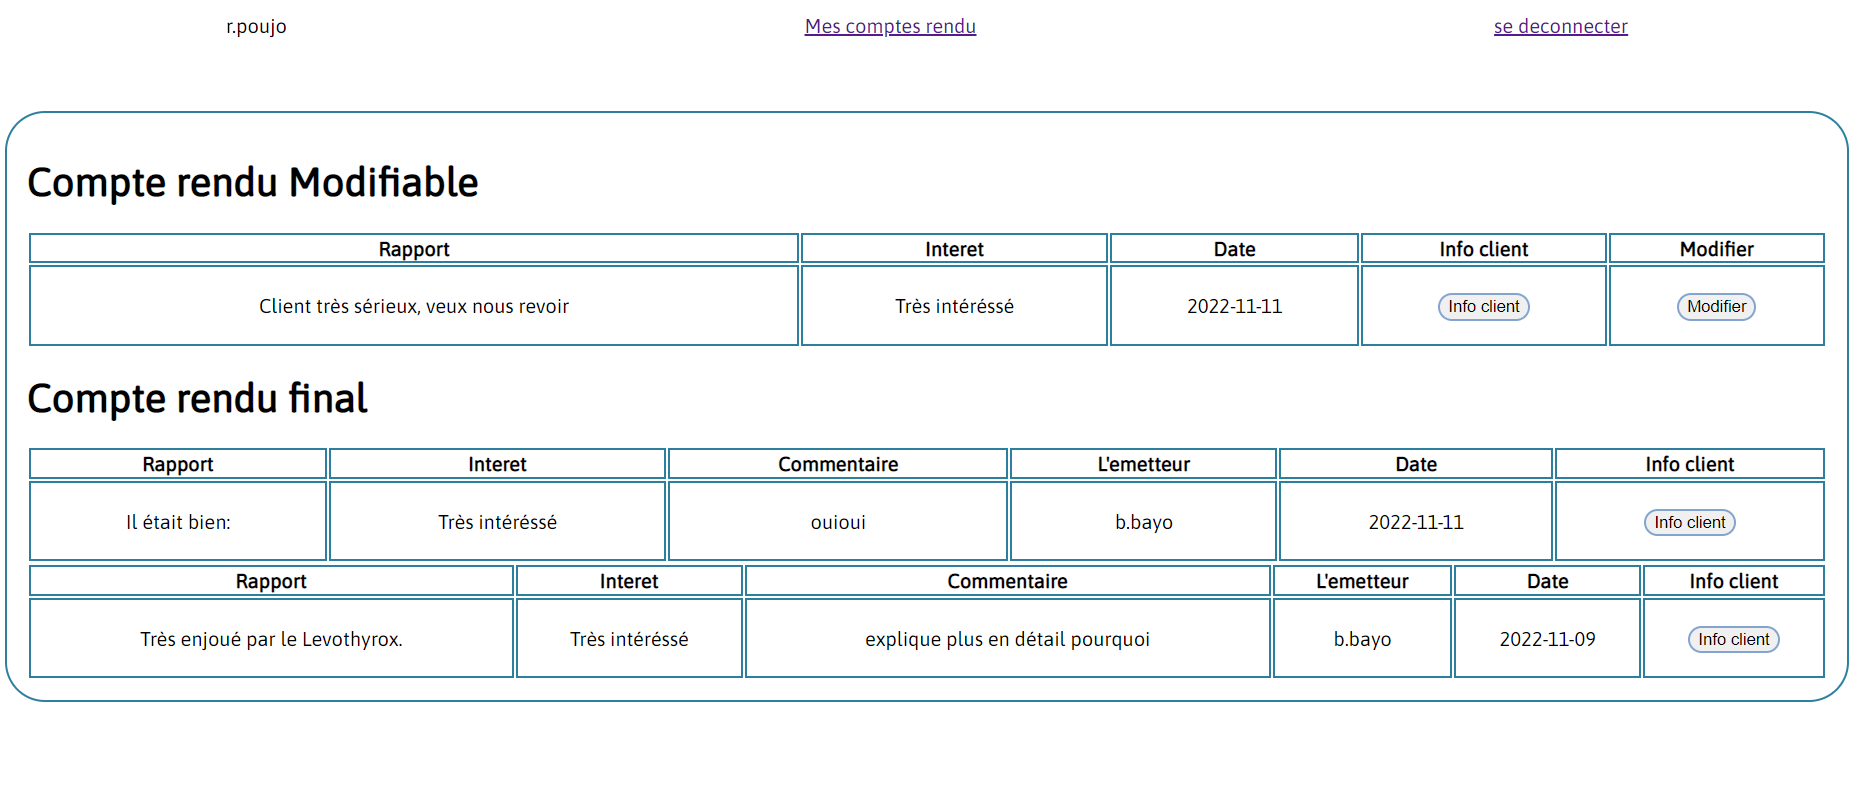 r.poujo Mes comptes rendu se deconnecter
Compte rendu Modifiable
Rapport Interet Date Info client Modifier
Client très sérieux, veux nous revoir Très intéréssé 2022-11-11 Info client Modifier
Compte rendu final
Rapport Interet Commentaire L'emetteur Date Info client
Il était bien: Très intéréssé ouioui b.bayo 2022-11-11 Info client
Rapport Interet Commentaire L'emetteur Date Info client
Très enjoué par le Levothyrox. Très intéréssé explique plus en détail pourquoi b.bayo 2022-11-09 Info client